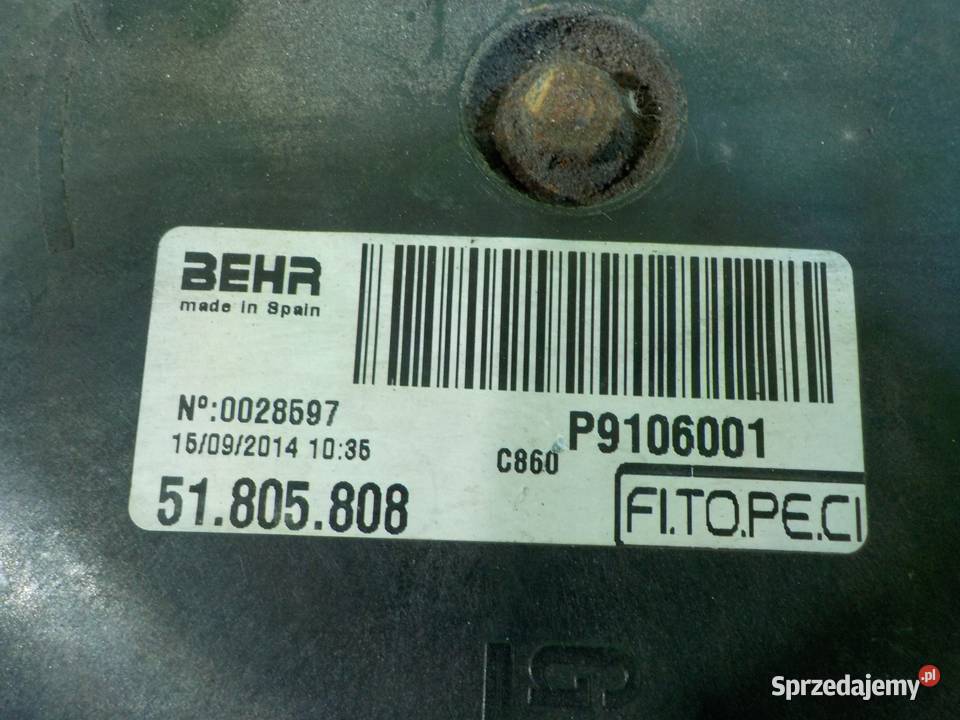 BEHR
made in Spain
Nº:0028597
15/09/2014 10:35
C860
P9106001
51.805.808
FI.TO.PE.CI
Sprzedajemy.pl